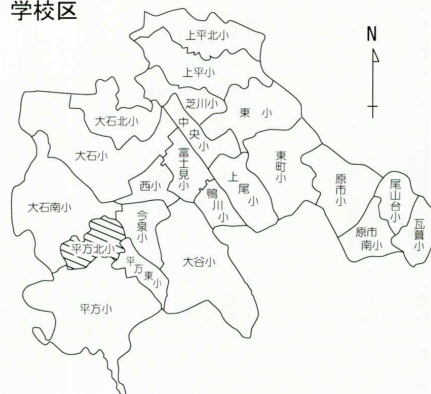 学校区
N
上平北小
上平小
芝川小
大石北小
中央小
東小
大石小
富士見小
東町小
西小
上尾小
原市小
尾山台小
鴨川小
瓦葺小
大石南小
今泉小
原市南小
平方北小
平方東小
大谷小
平方小